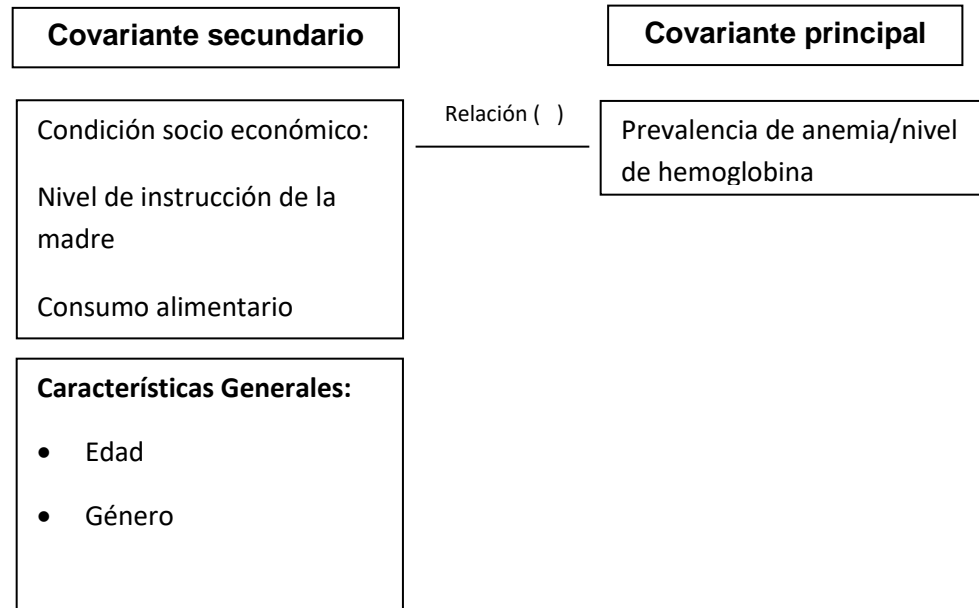 Covariante secundario
Covariante principal
Condición socio económico:
Nivel de instrucción de la
madre
Consumo alimentario
Relación (   )
Prevalencia de anemia/nivel
de hemoglobina
Características Generales:
• Edad
• Género